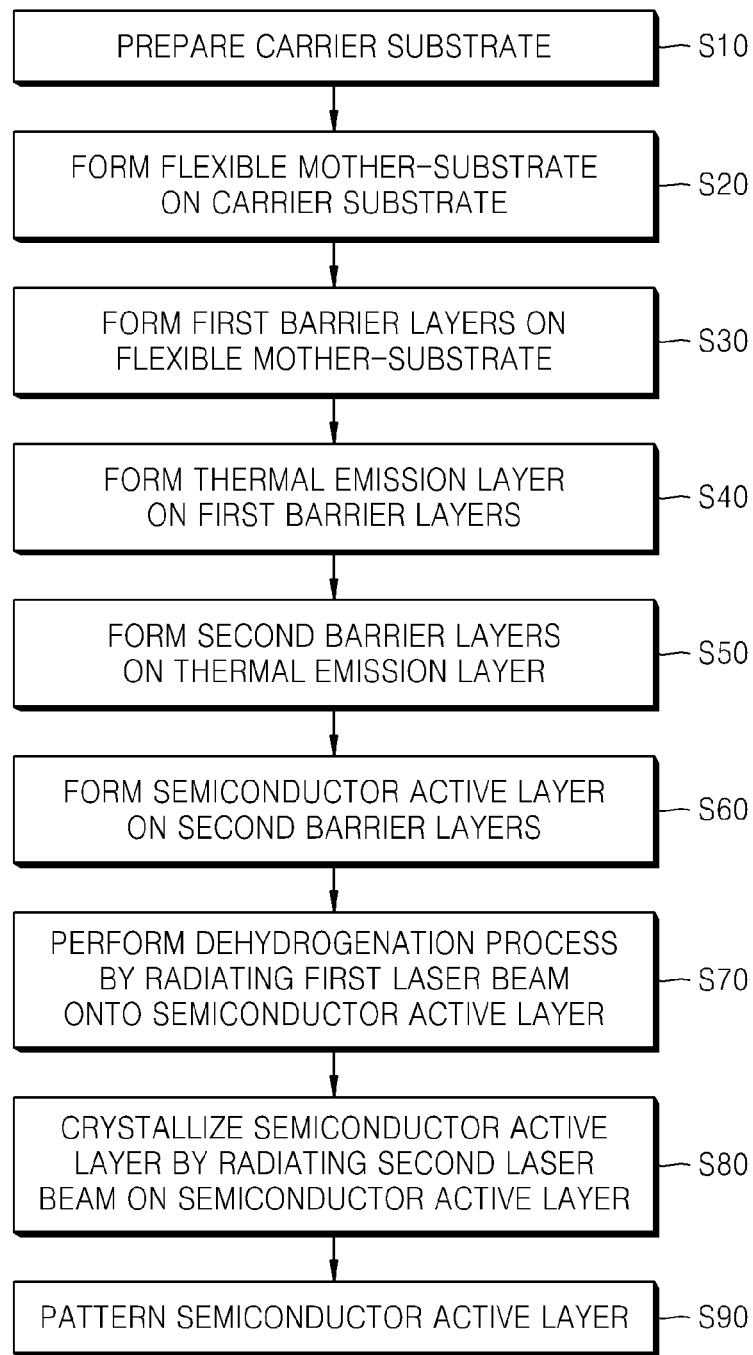 PREPARE CARRIER SUBSTRATE
S10
FORM FLEXIBLE MOTHER-SUBSTRATE
ON CARRIER SUBSTRATE
S20
FORM FIRST BARRIER LAYERS ON
FLEXIBLE MOTHER-SUBSTRATE
S30
FORM THERMAL EMISSION LAYER
ON FIRST BARRIER LAYERS
S40
FORM SECOND BARRIER LAYERS
ON THERMAL EMISSION LAYER
S50
FORM SEMICONDUCTOR ACTIVE LAYER
ON SECOND BARRIER LAYERS
S60
PERFORM DEHYDROGENATION PROCESS
BY RADIATING FIRST LASER BEAM
ONTO SEMICONDUCTOR ACTIVE LAYER
S70
CRYSTALLIZE SEMICONDUCTOR ACTIVE
LAYER BY RADIATING SECOND LASER
BEAM ON SEMICONDUCTOR ACTIVE LAYER
S80
PATTERN SEMICONDUCTOR ACTIVE LAYER
S90